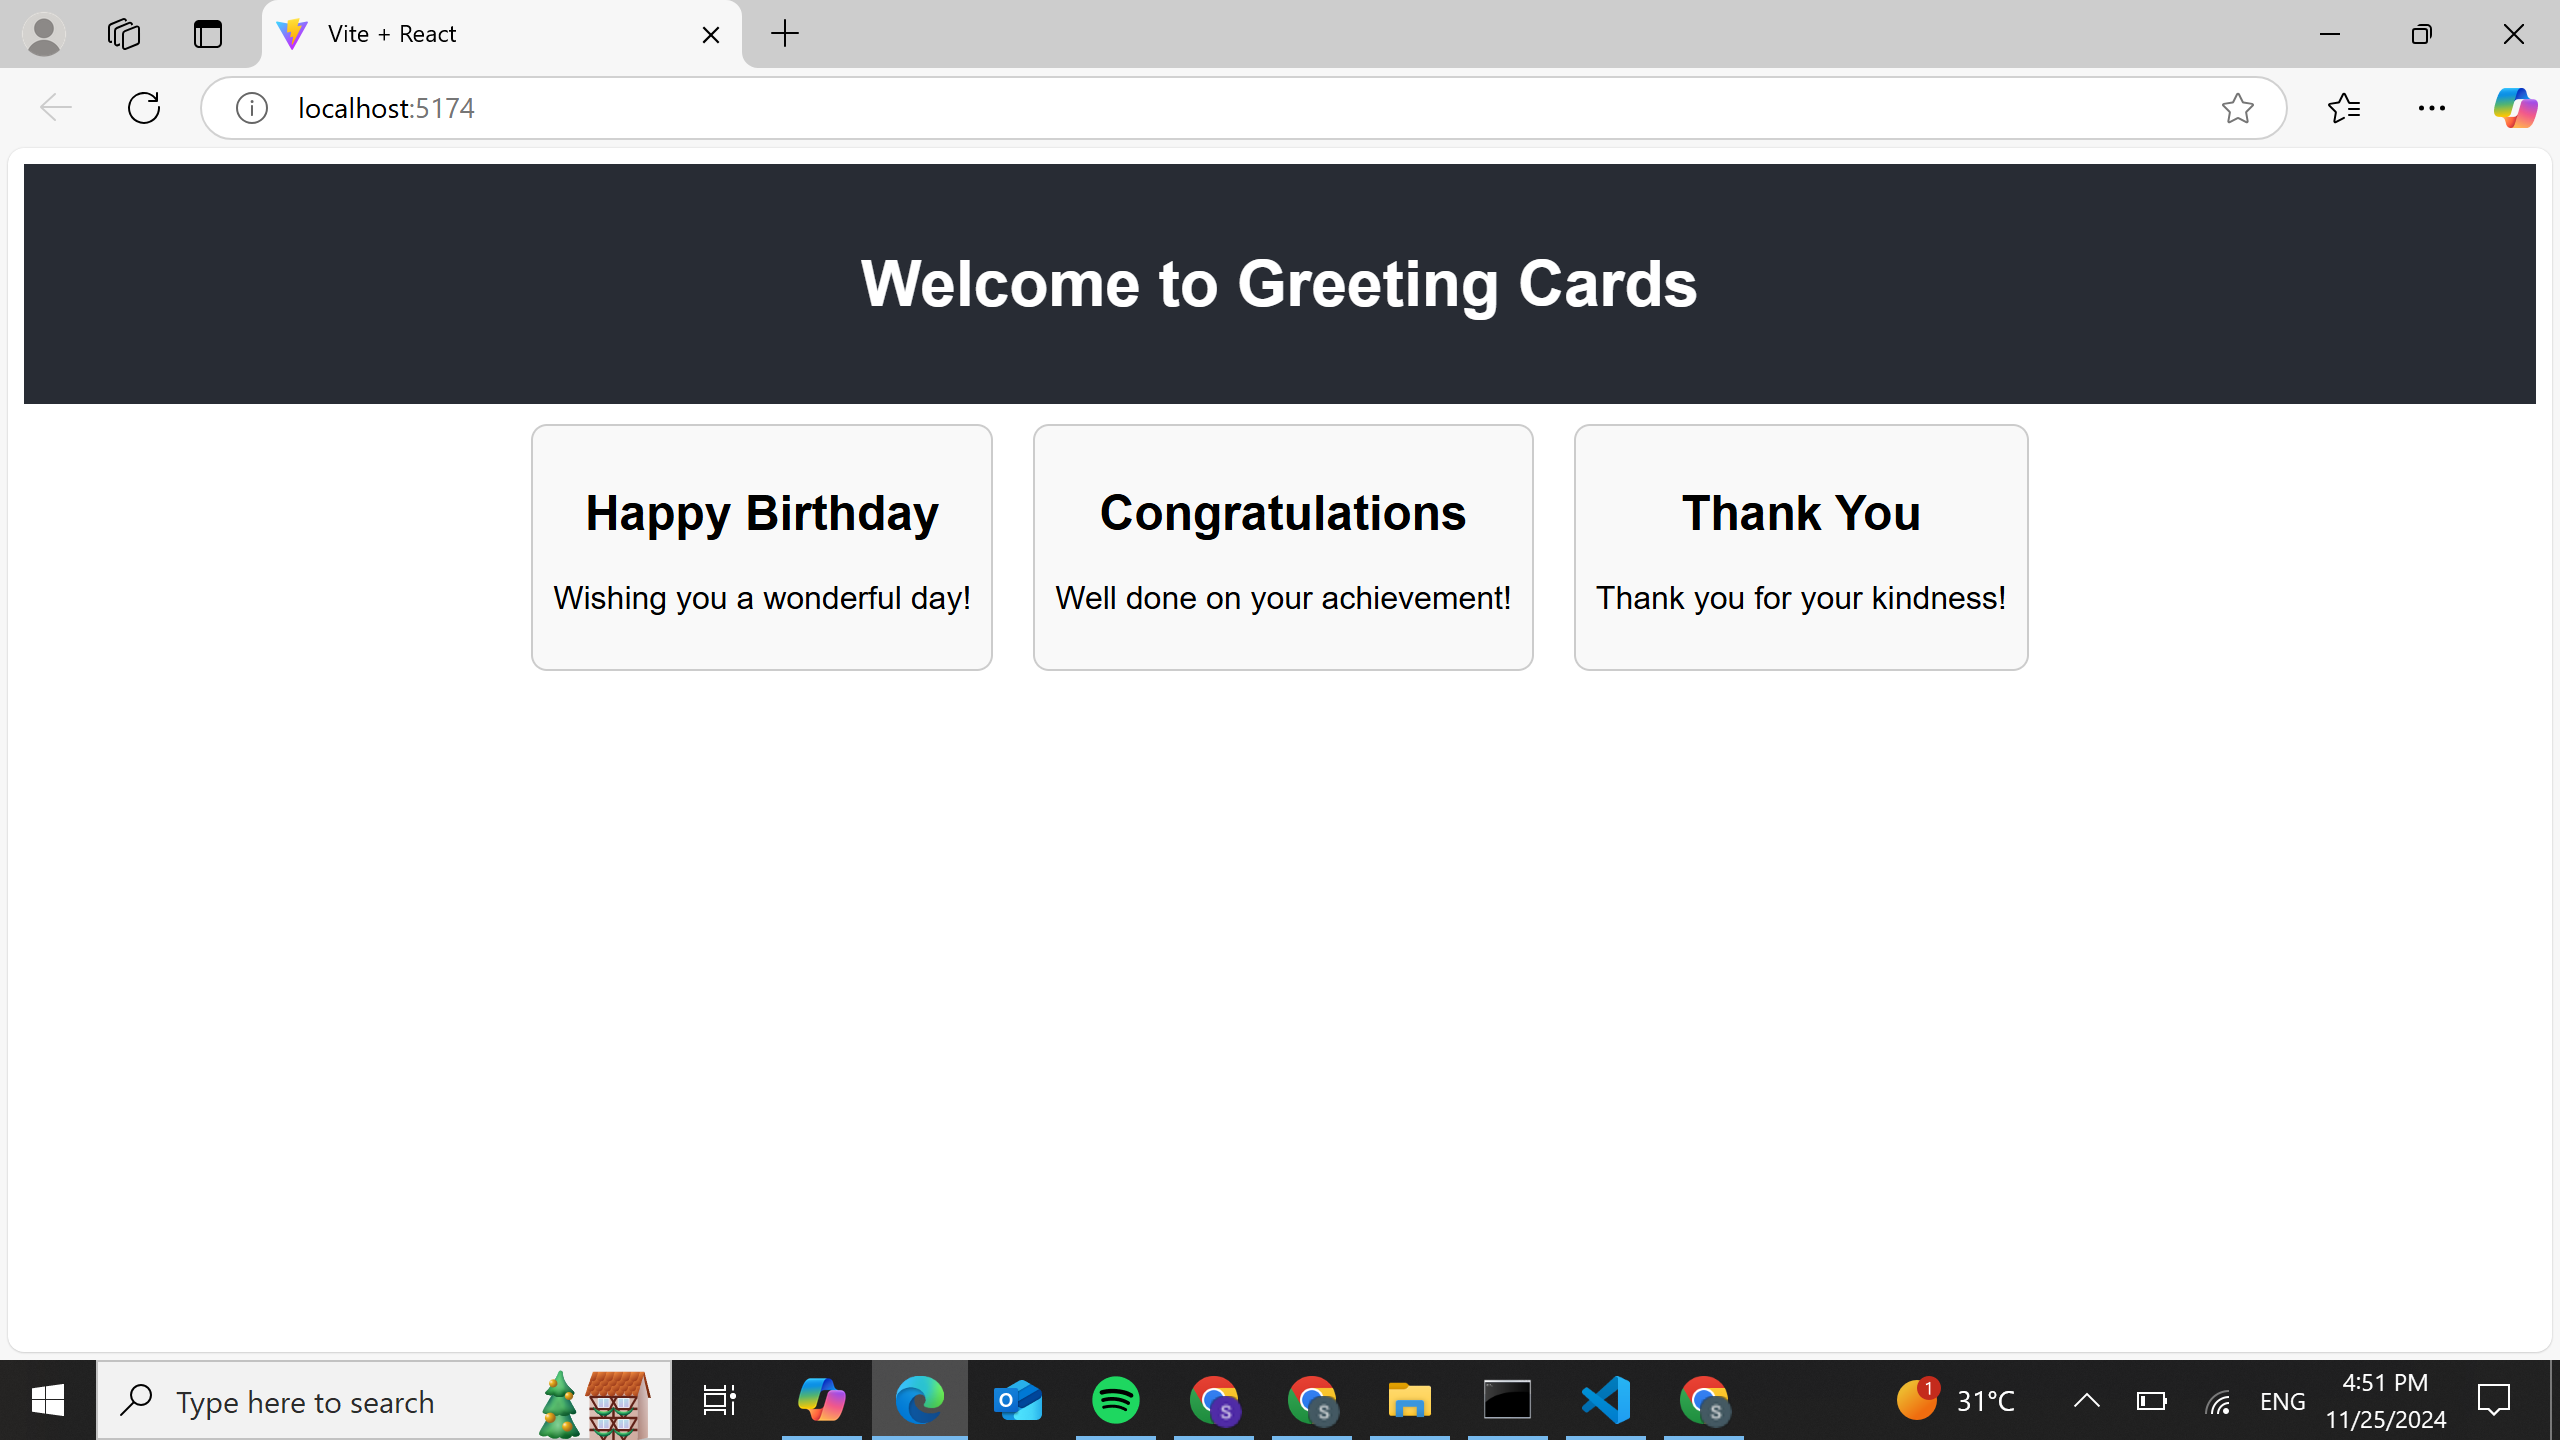 Vite + React
localhost:5174
Welcome to Greeting Cards
Happy Birthday
Wishing you a wonderful day!
Congratulations
Well done on your achievement!
Thank You
Thank you for your kindness!
Type here to search
O
S
S
S
1
31°C
ENG
4:51 PM
11/25/2024